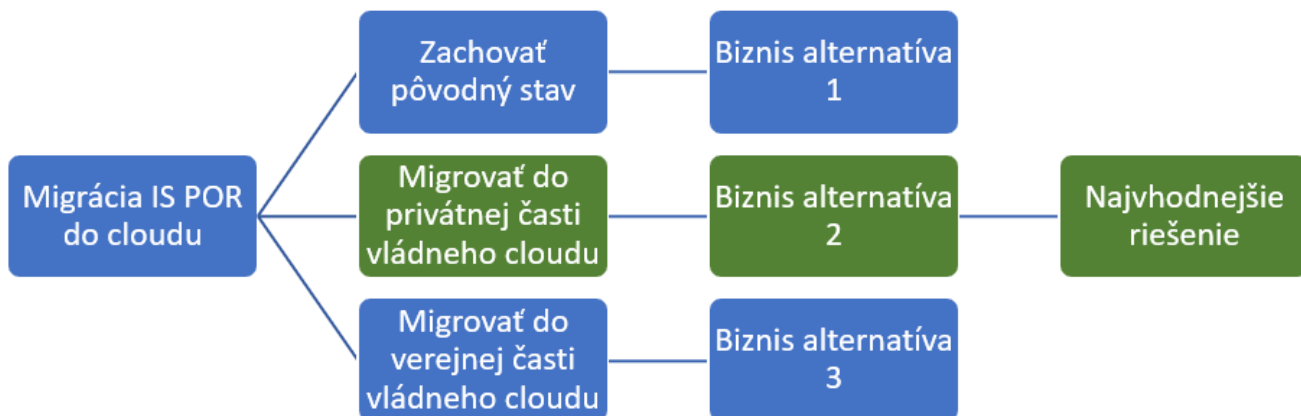 Zachovať
pôvodný stav
Biznis alternatíva
1
Migrácia IS POR
do cloudu
Migrovať do
privátnej časti
vládneho cloudu
Biznis alternatíva
2
Najvhodnejšie
riešenie
Migrovať do
verejnej časti
vládneho cloudu
Biznis alternatíva
3